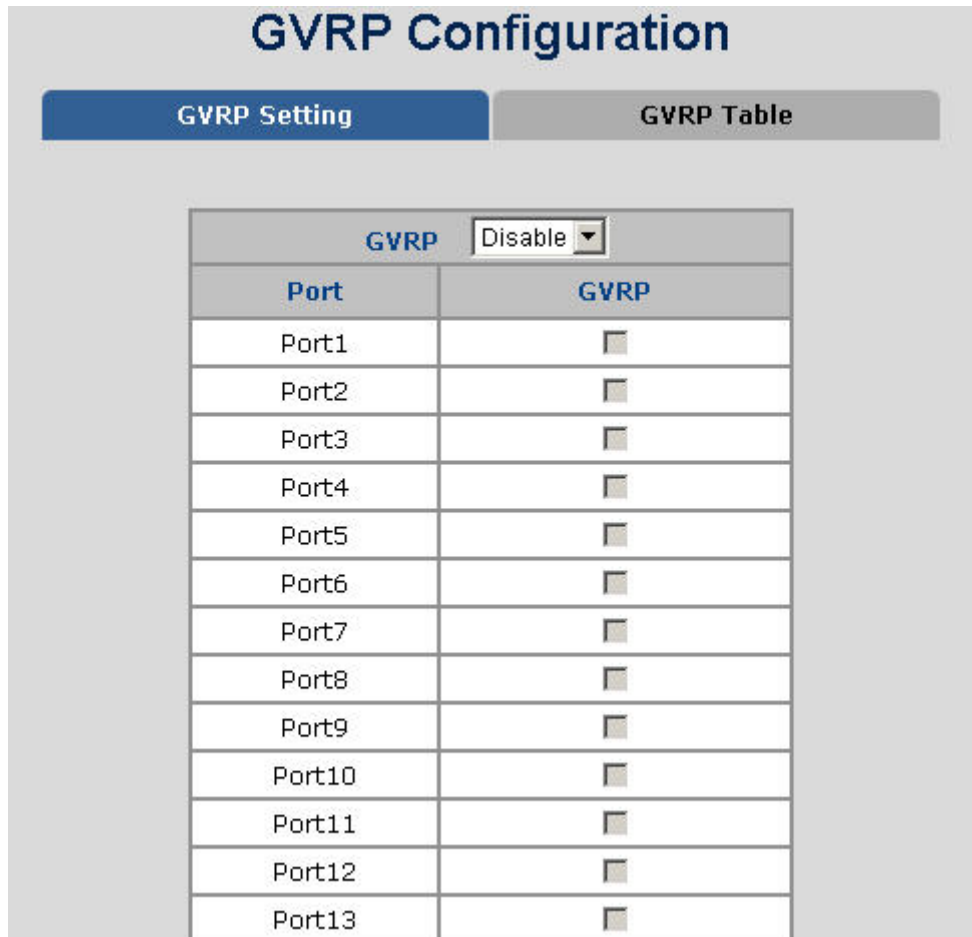 GVRP Configuration
GVRP Setting GVRP Table
GVRP Disable
Port GVRP
Port1
Port2
Port3
Port4
Port5
Port6
Port7
Port8
Port9
Port10
Port11
Port12
Port13